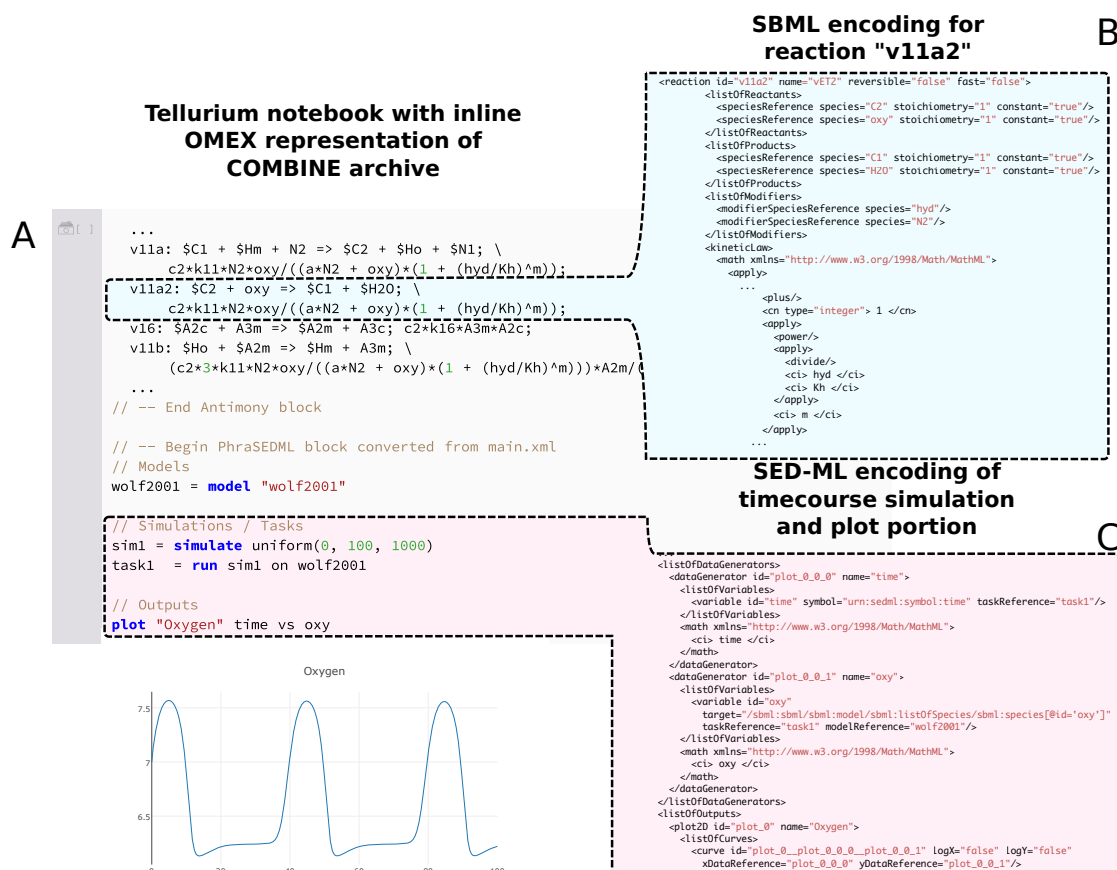 Tellurium notebook with inline
OMEX representation of
COMBINE archive
A
[ ]
...
v11a: $C1 + $Hm + N2 => $C2 + $Ho + $N1; \
c2*k11*N2*oxy/((a*N2 + oxy)*(1 + (hyd/Kh)^m));
v11a2: $C2 + oxy => $C1 + $H2O; \
c2*k11*N2*oxy/((a*N2 + oxy)*(1 + (hyd/Kh)^m));
v16: $A2c + A3m => $A2m + A3c; c2*k16*A3m*A2c;
v11b: $Ho + $A2m => $Hm + A3m; \
(c2*3*k11*N2*oxy/((a*N2 + oxy)*(1 + (hyd/Kh)^m)))*A2m/(
...
// -- End Antimony block
// -- Begin PhraSEDML block converted from main.xml
// Models
wolf2001 = model "wolf2001"
// Simulations / Tasks
sim1 = simulate uniform(0, 100, 1000)
task1 = run sim1 on wolf2001
// Outputs
plot "Oxygen" time vs oxy
Oxygen
7.5
7
6.5
0 20 40 60 80 100
SBML encoding for
reaction "v11a2"
B
<reaction id="v11a2" name="vET2" reversible="false" fast="false">
<listOfReactants>
<speciesReference species="C2" stoichiometry="1" constant="true"/>
<speciesReference species="oxy" stoichiometry="1" constant="true"/>
</listOfReactants>
<listOfProducts>
<speciesReference species="C1" stoichiometry="1" constant="true"/>
<speciesReference species="H2O" stoichiometry="1" constant="true"/>
</listOfProducts>
<listOfModifiers>
<modifierSpeciesReference species="hyd"/>
<modifierSpeciesReference species="N2"/>
</listOfModifiers>
<kineticLaw>
<math xmlns="http://www.w3.org/1998/Math/MathML">
<apply>
...
<plus/>
<cn type="integer"> 1 </cn>
<apply>
<power/>
<apply>
<divide/>
<ci> hyd </ci>
<ci> Kh </ci>
</apply>
<ci> m </ci>
</apply>
...
SED-ML encoding of
timecourse simulation
and plot portion
C
...
<listOfDataGenerators>
<dataGenerator id="plot_0_0_0" name="time">
<listOfVariables>
<variable id="time" symbol="urn:sedml:symbol:time" taskReference="task1"/>
</listOfVariables>
<math xmlns="http://www.w3.org/1998/Math/MathML">
<ci> time </ci>
</math>
</dataGenerator>
<dataGenerator id="plot_0_0_1" name="oxy">
<listOfVariables>
<variable id="oxy"
target="/sbml:sbml/sbml:model/sbml:listOfSpecies/sbml:species[@id='oxy']"
taskReference="task1" modelReference="wolf2001"/>
</listOfVariables>
<math xmlns="http://www.w3.org/1998/Math/MathML">
<ci> oxy </ci>
</math>
</dataGenerator>
</listOfDataGenerators>
<listOfOutputs>
<plot2D id="plot_0" name="Oxygen">
<listOfCurves>
<curve id="plot_0__plot_0_0_0__plot_0_0_1" logX="false" logY="false"
xDataReference="plot_0_0_0" yDataReference="plot_0_0_1"/>